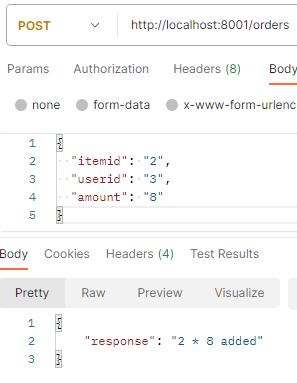 POST http://localhost:8001/orders
Params Authorization Headers (8) Body
none form-data x-www-form-urlenc
1 {
2 "itemid": "2",
3 "userid": "3",
4 "amount": "8"
5 }
Body Cookies Headers (4) Test Results
Pretty Raw Preview Visualize
1 {
2 "response": "2 * 8 added"
3 }